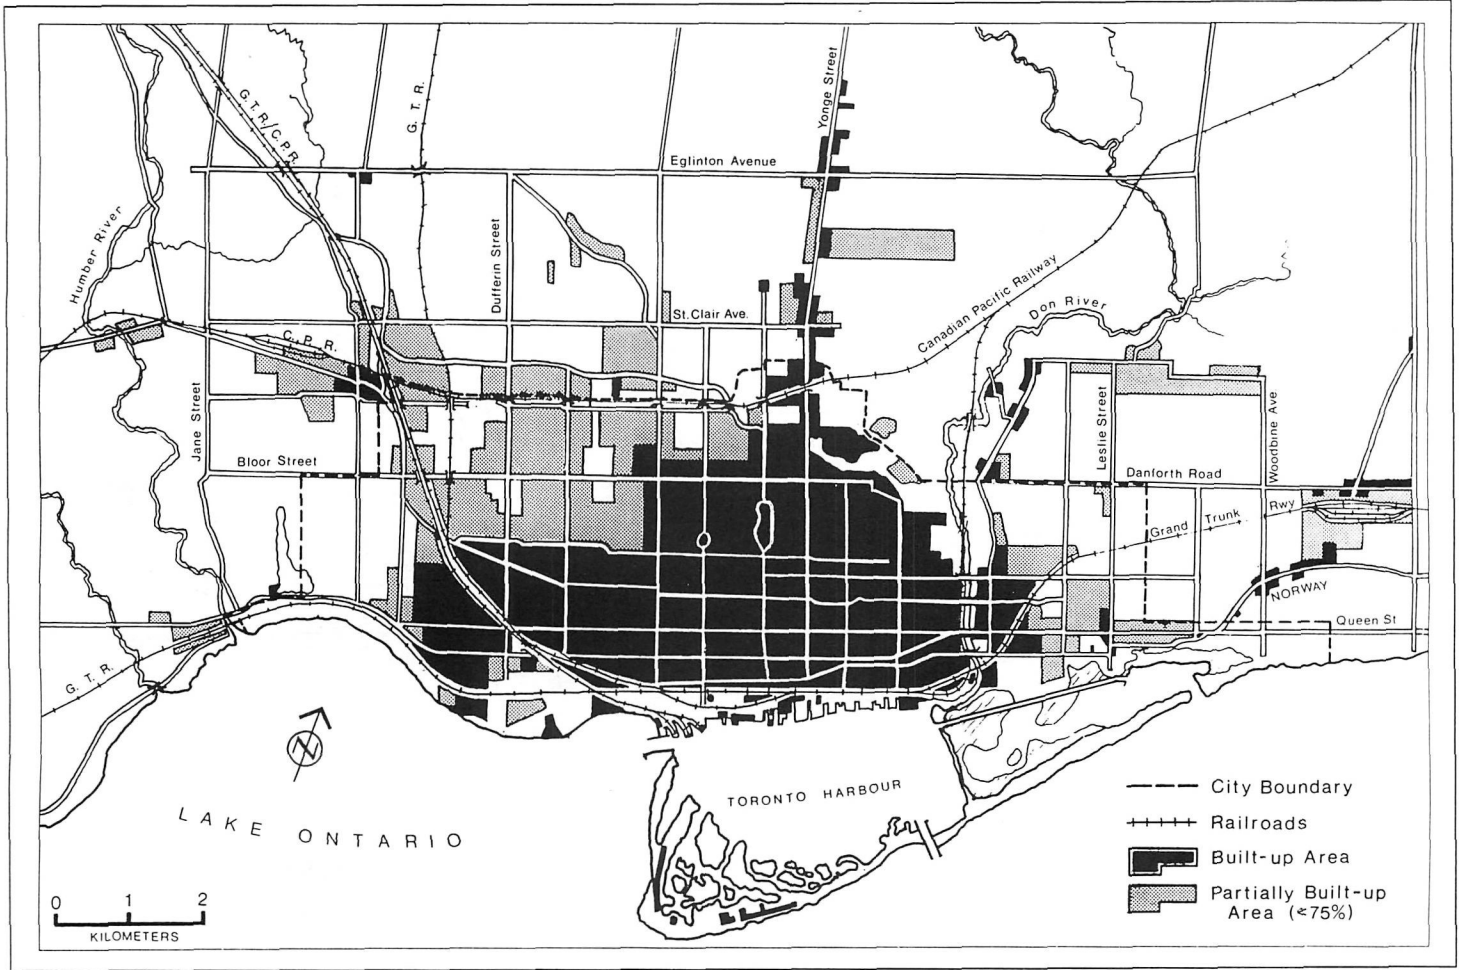 Yonge Street
G.T.R./C.P.R.
G. T. R.
Eglinton Avenue
Humber River
Dufferin Street
St.Clair Ave.
Canadian Pacific Railway
Don River
C. P. R.
Jane Street
Leslie Street
Woodbine Ave
Bloor Street
Danforth Road
Grand Trunk Rwy
NORWAY
Queen St
G. T. R.
N
TORONTO HARBOUR
LAKE ONTARIO
City Boundary
Railroads
Built-up Area
Partially Built-up
Area (≤75%)
0 1 2
KILOMETERS